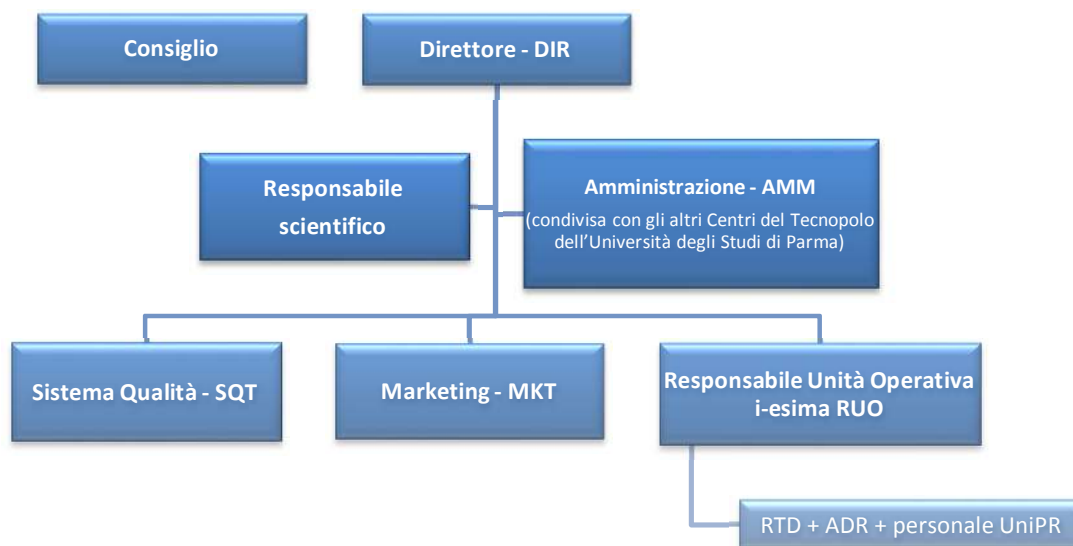 Consiglio
Direttore - DIR
Responsabile
scientifico
Amministrazione - AMM
(condivisa con gli altri Centri del Tecnopolo
dell'Università degli Studi di Parma)
Sistema Qualità - SQT
Marketing - MKT
Responsabile Unità Operativa
i-esima RUO
RTD + ADR + personale UniPR